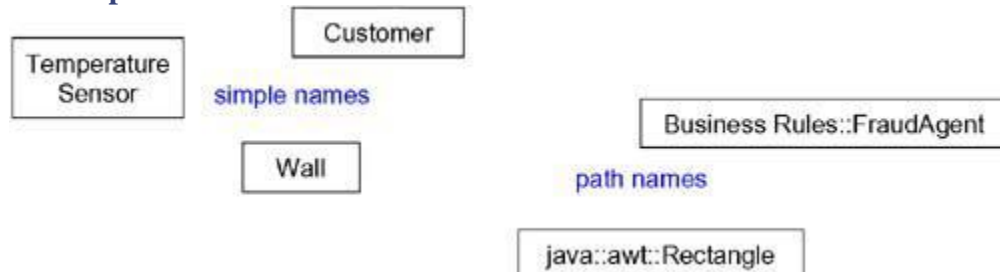 Customer
Temperature
Sensor
simple names
Business Rules::FraudAgent
Wall
path names
java::awt::Rectangle